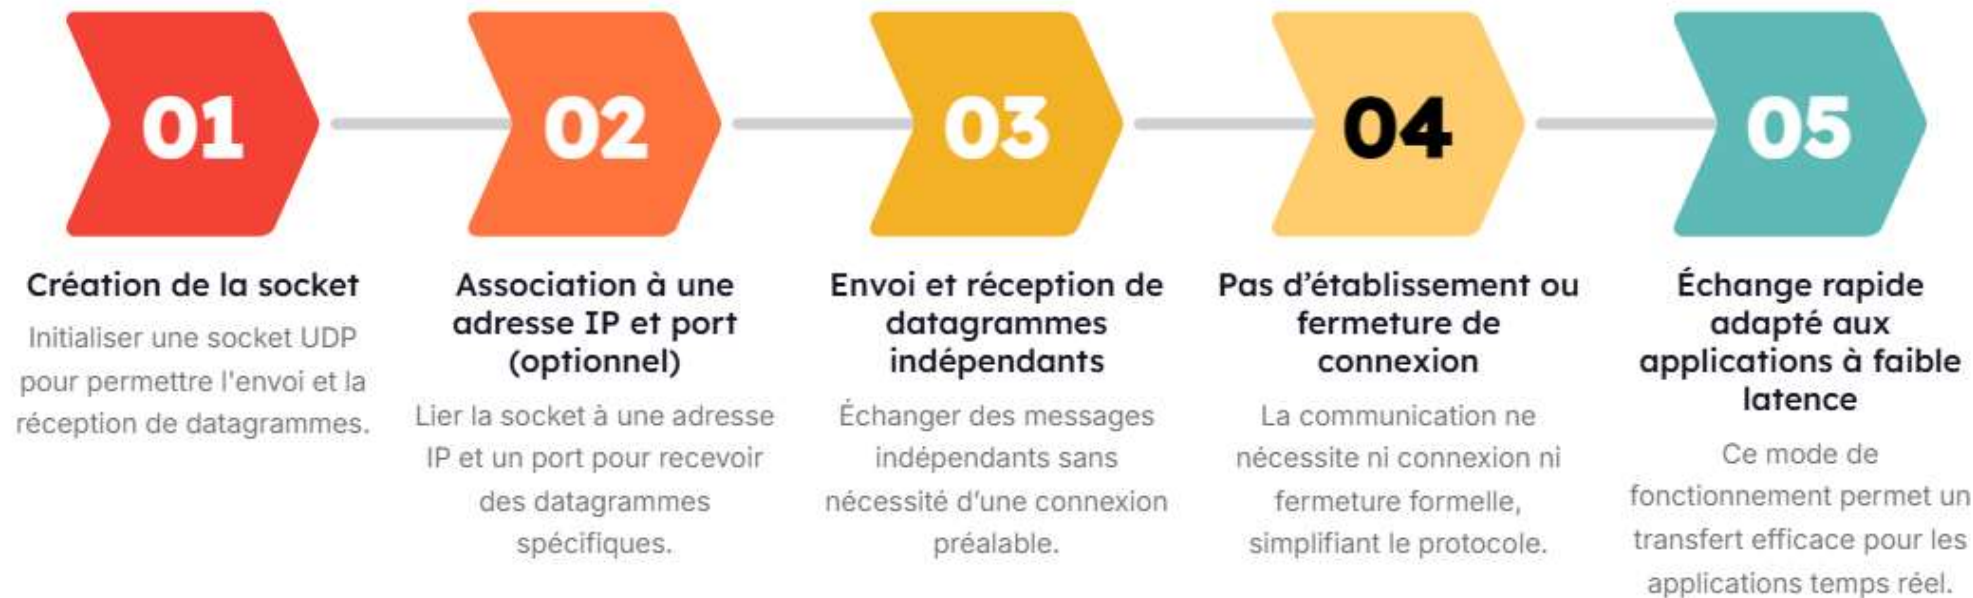 01
Création de la socket
Initialiser une socket UDP
pour permettre l'envoi et la
réception de datagrammes.
02
Association à une
adresse IP et port
(optionnel)
Lier la socket à une adresse
IP et un port pour recevoir
des datagrammes
spécifiques.
03
Envoi et réception de
datagrammes
indépendants
Échanger des messages
indépendants sans
nécessité d’une connexion
préalable.
04
Pas d’établissement ou
fermeture de
connexion
La communication ne
nécessite ni connexion ni
fermeture formelle,
simplifiant le protocole.
05
Échange rapide
adapté aux
applications à faible
latence
Ce mode de
fonctionnement permet un
transfert efficace pour les
applications temps réel.